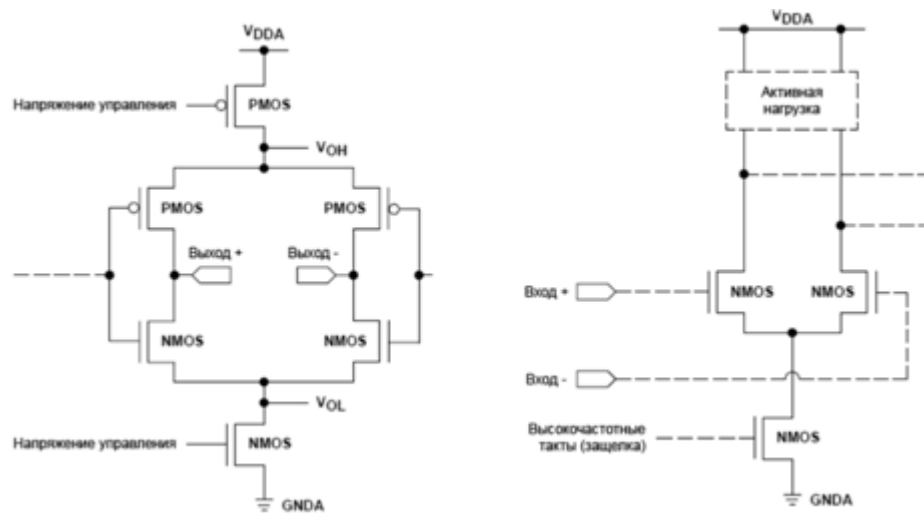 VDDA
Напряжение управления
PMOS
VOH
PMOS
PMOS
Выход +
Выход -
NMOS
NMOS
VOL
Напряжение управления
NMOS
GNDA
VDDA
Активная
нагрузка
Вход +
NMOS
NMOS
Вход -
Высокочастотные
такты (защелка)
NMOS
GNDA